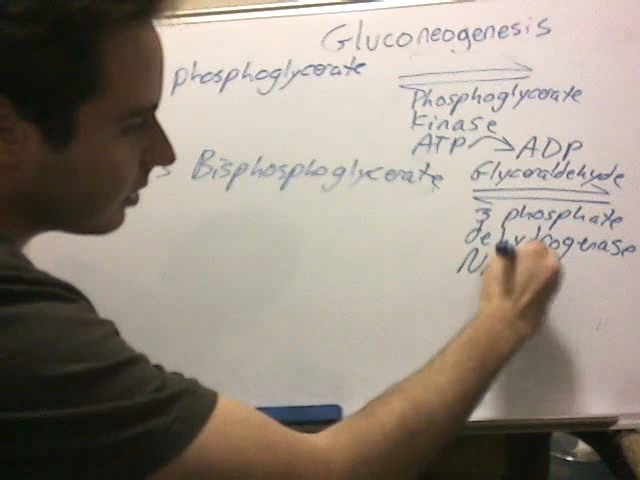 Gluconeogenesis
phosphoglycerate
Phosphoglycerate
Kinase
ATP ADP
Bisphosphoglycerate
Glyceraldehyde
3 phosphate
dehydrogenase